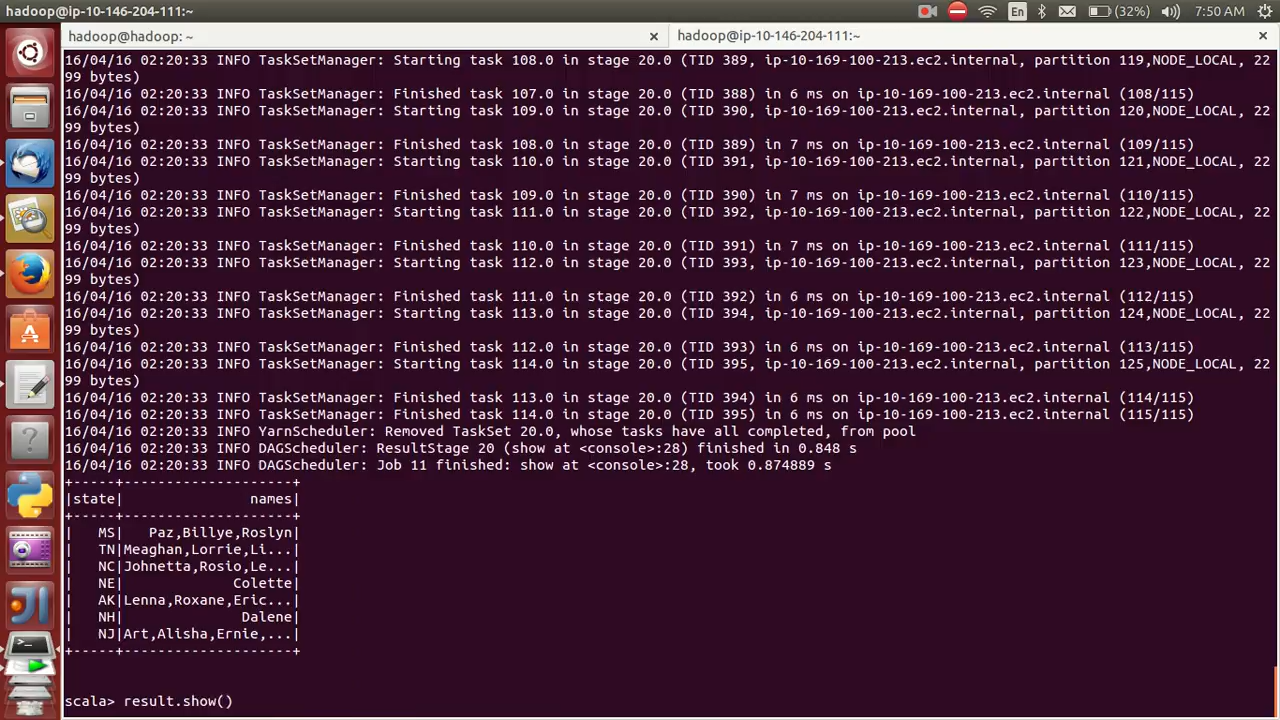 hadoop@ip-10-146-204-111:~
En
(32%)
7:50 AM
hadoop@hadoop: ~
hadoop@ip-10-146-204-111:~
16/04/16 02:20:33 INFO TaskSetManager: Starting task 108.0 in stage 20.0 (TID 389, ip-10-169-100-213.ec2.internal, partition 119,NODE_LOCAL, 22
99 bytes)
16/04/16 02:20:33 INFO TaskSetManager: Finished task 107.0 in stage 20.0 (TID 388) in 6 ms on ip-10-169-100-213.ec2.internal (108/115)
16/04/16 02:20:33 INFO TaskSetManager: Starting task 109.0 in stage 20.0 (TID 390, ip-10-169-100-213.ec2.internal, partition 120,NODE_LOCAL, 22
99 bytes)
16/04/16 02:20:33 INFO TaskSetManager: Finished task 108.0 in stage 20.0 (TID 389) in 7 ms on ip-10-169-100-213.ec2.internal (109/115)
16/04/16 02:20:33 INFO TaskSetManager: Starting task 110.0 in stage 20.0 (TID 391, ip-10-169-100-213.ec2.internal, partition 121,NODE_LOCAL, 22
99 bytes)
16/04/16 02:20:33 INFO TaskSetManager: Finished task 109.0 in stage 20.0 (TID 390) in 7 ms on ip-10-169-100-213.ec2.internal (110/115)
16/04/16 02:20:33 INFO TaskSetManager: Starting task 111.0 in stage 20.0 (TID 392, ip-10-169-100-213.ec2.internal, partition 122,NODE_LOCAL, 22
99 bytes)
16/04/16 02:20:33 INFO TaskSetManager: Finished task 110.0 in stage 20.0 (TID 391) in 7 ms on ip-10-169-100-213.ec2.internal (111/115)
16/04/16 02:20:33 INFO TaskSetManager: Starting task 112.0 in stage 20.0 (TID 393, ip-10-169-100-213.ec2.internal, partition 123,NODE_LOCAL, 22
99 bytes)
16/04/16 02:20:33 INFO TaskSetManager: Finished task 111.0 in stage 20.0 (TID 392) in 6 ms on ip-10-169-100-213.ec2.internal (112/115)
16/04/16 02:20:33 INFO TaskSetManager: Starting task 113.0 in stage 20.0 (TID 394, ip-10-169-100-213.ec2.internal, partition 124,NODE_LOCAL, 22
99 bytes)
16/04/16 02:20:33 INFO TaskSetManager: Finished task 112.0 in stage 20.0 (TID 393) in 6 ms on ip-10-169-100-213.ec2.internal (113/115)
16/04/16 02:20:33 INFO TaskSetManager: Starting task 114.0 in stage 20.0 (TID 395, ip-10-169-100-213.ec2.internal, partition 125,NODE_LOCAL, 22
99 bytes)
16/04/16 02:20:33 INFO TaskSetManager: Finished task 113.0 in stage 20.0 (TID 394) in 6 ms on ip-10-169-100-213.ec2.internal (114/115)
16/04/16 02:20:33 INFO TaskSetManager: Finished task 114.0 in stage 20.0 (TID 395) in 6 ms on ip-10-169-100-213.ec2.internal (115/115)
16/04/16 02:20:33 INFO YarnScheduler: Removed TaskSet 20.0, whose tasks have all completed, from pool
16/04/16 02:20:33 INFO DAGScheduler: ResultStage 20 (show at <console>:28) finished in 0.848 s
16/04/16 02:20:33 INFO DAGScheduler: Job 11 finished: show at <console>:28, took 0.874889 s
+-----+--------------------+
|state|               names|
+-----+--------------------+
|   MS|   Paz,Billye,Roslyn|
|   TN|Meaghan,Lorrie,Li...|
|   NC|Johnetta,Rosio,Le...|
|   NE|             Colette|
|   AK|Lenna,Roxane,Eric...|
|   NH|              Dalene|
|   NJ|Art,Alisha,Ernie,...|
+-----+--------------------+
scala> result.show()